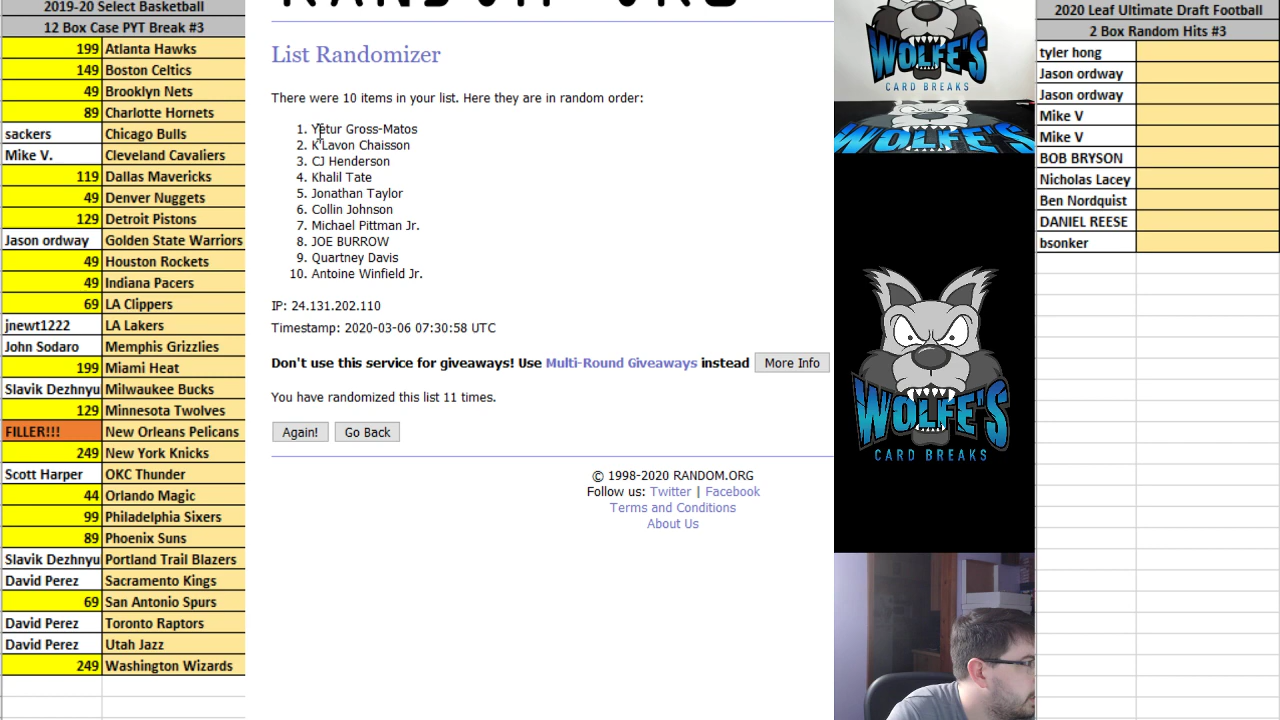 2019-20 Select Basketball
12 Box Case PYT Break #3
199 Atlanta Hawks
149 Boston Celtics
49 Brooklyn Nets
89 Charlotte Hornets
sackers Chicago Bulls
Mike V. Cleveland Cavaliers
119 Dallas Mavericks
49 Denver Nuggets
129 Detroit Pistons
Jason ordway Golden State Warriors
49 Houston Rockets
49 Indiana Pacers
69 LA Clippers
jnewt1222 LA Lakers
John Sodaro Memphis Grizzlies
199 Miami Heat
Slavik Dezhnyu Milwaukee Bucks
129 Minnesota Twolves
FILLER!!! New Orleans Pelicans
249 New York Knicks
Scott Harper OKC Thunder
44 Orlando Magic
99 Philadelphia Sixers
89 Phoenix Suns
Slavik Dezhnyu Portland Trail Blazers
David Perez Sacramento Kings
69 San Antonio Spurs
David Perez Toronto Raptors
David Perez Utah Jazz
249 Washington Wizards
RANDOM.ORG
List Randomizer
There were 10 items in your list. Here they are in random order:
1. Yetur Gross-Matos
2. K'Lavon Chaisson
3. CJ Henderson
4. Khalil Tate
5. Jonathan Taylor
6. Collin Johnson
7. Michael Pittman Jr.
8. JOE BURROW
9. Quartney Davis
10. Antoine Winfield Jr.
IP: 24.131.202.110
Timestamp: 2020-03-06 07:30:58 UTC
Don't use this service for giveaways! Use Multi-Round Giveaways instead More Info
You have randomized this list 11 times.
Again! Go Back
© 1998-2020 RANDOM.ORG
Follow us: Twitter | Facebook
Terms and Conditions
About Us
WOLFE'S
CARD BREAKS
WOLFE'S
WOLFE'S
CARD BREAKS
2020 Leaf Ultimate Draft Football
2 Box Random Hits #3
tyler hong
Jason ordway
Jason ordway
Mike V
Mike V
BOB BRYSON
Nicholas Lacey
Ben Nordquist
DANIEL REESE
bsonker